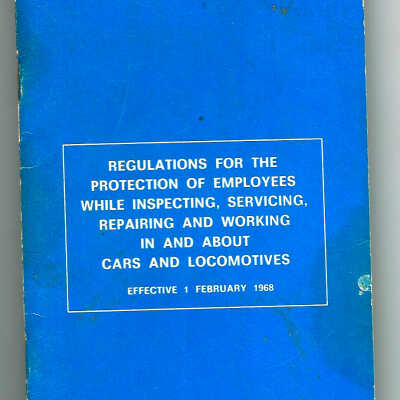 REGULATIONS FOR THE
PROTECTION OF EMPLOYEES
WHILE INSPECTING, SERVICING,
REPAIRING AND WORKING
IN AND ABOUT
CARS AND LOCOMOTIVES
EFFECTIVE 1 FEBRUARY 1968